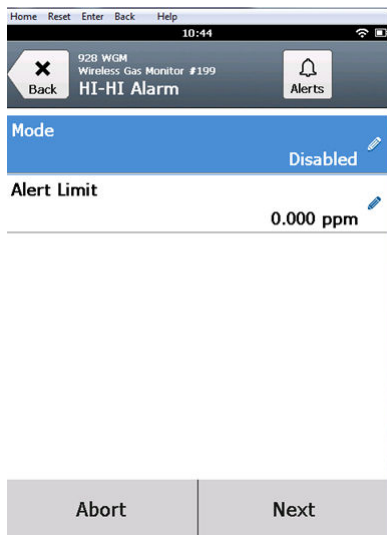 Home Reset Enter Back Help
10:44
928 WGM
Wireless Gas Monitor #199
HI-HI Alarm
Back
Alerts
Mode
Disabled
Alert Limit
0.000 ppm
Abort Next